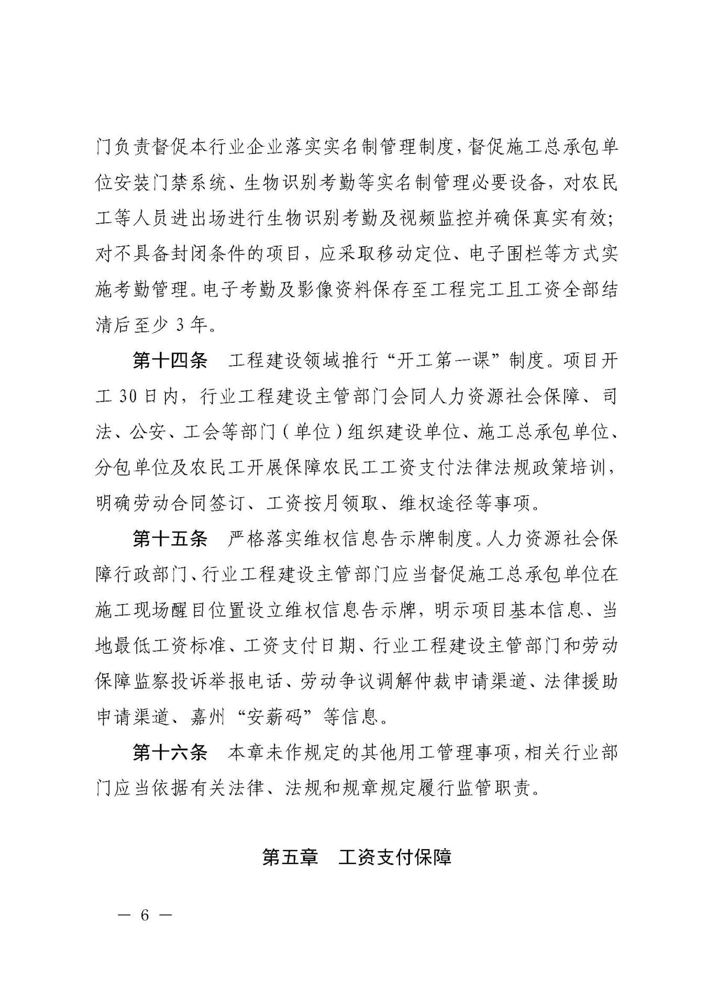 门负责督促本行业企业落实实名制管理制度，督促施工总承包单
位安装门禁系统、生物识别考勤等实名制管理必要设备，对农民
工等人员进出场进行生物识别考勤及视频监控并确保真实有效；
对不具备封闭条件的项目，应采取移动定位、电子围栏等方式实
施考勤管理。电子考勤及影像资料保存至工程完工且工资全部结
清后至少 3 年。
第十四条　工程建设领域推行“开工第一课”制度。项目开
工 30 日内，行业工程建设主管部门会同人力资源社会保障、司
法、公安、工会等部门（单位）组织建设单位、施工总承包单位、
分包单位及农民工开展保障农民工工资支付法律法规政策培训，
明确劳动合同签订、工资按月领取、维权途径等事项。
第十五条　严格落实维权信息告示牌制度。人力资源社会保
障行政部门、行业工程建设主管部门应当督促施工总承包单位在
施工现场醒目位置设立维权信息告示牌，明示项目基本信息、当
地最低工资标准、工资支付日期、行业工程建设主管部门和劳动
保障监察投诉举报电话、劳动争议调解仲裁申请渠道、法律援助
申请渠道、嘉州“安薪码”等信息。
第十六条　本章未作规定的其他用工管理事项，相关行业部
门应当依据有关法律、法规和规章规定履行监管职责。
第五章　工资支付保障
— 6 —